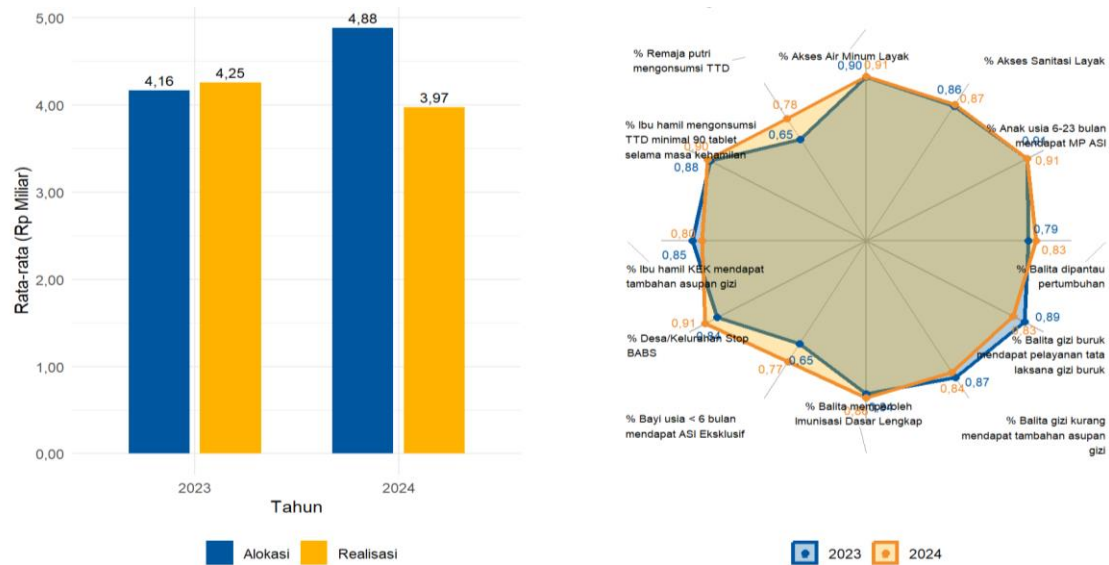 5,00
4,00
3,00
2,00
1,00
0,00
Rata-rata (Rp Miliar)
4,16
4,25
4,88
3,97
2023
2024
Tahun
Alokasi
Realisasi
% Akses Air Minum Layak
0,90
0,91
% Akses Sanitasi Layak
0,86
0,87
% Anak usia 6-23 bulan
mendapat MP ASI
0,91
0,79
0,83
% Balita dipantau
pertumbuhan
0,89
0,83
% Balita gizi buruk
mendapat pelayanan tata
laksana gizi buruk
0,87
0,84
% Balita gizi kurang
mendapat tambahan asupan
gizi
% Balita memperoleh
Imunisasi Dasar Lengkap
0,65
0,77
% Bayi usia < 6 bulan
mendapat ASI Eksklusif
0,91
0,84
% Desa/Kelurahan Stop
BABS
0,80
0,85
% Ibu hamil KEK mendapat
tambahan asupan gizi
0,90
0,88
% Ibu hamil mengonsumsi
TTD minimal 90 tablet
selama masa kehamilan
0,78
0,65
% Remaja putri
mengonsumsi TTD
2023
2024